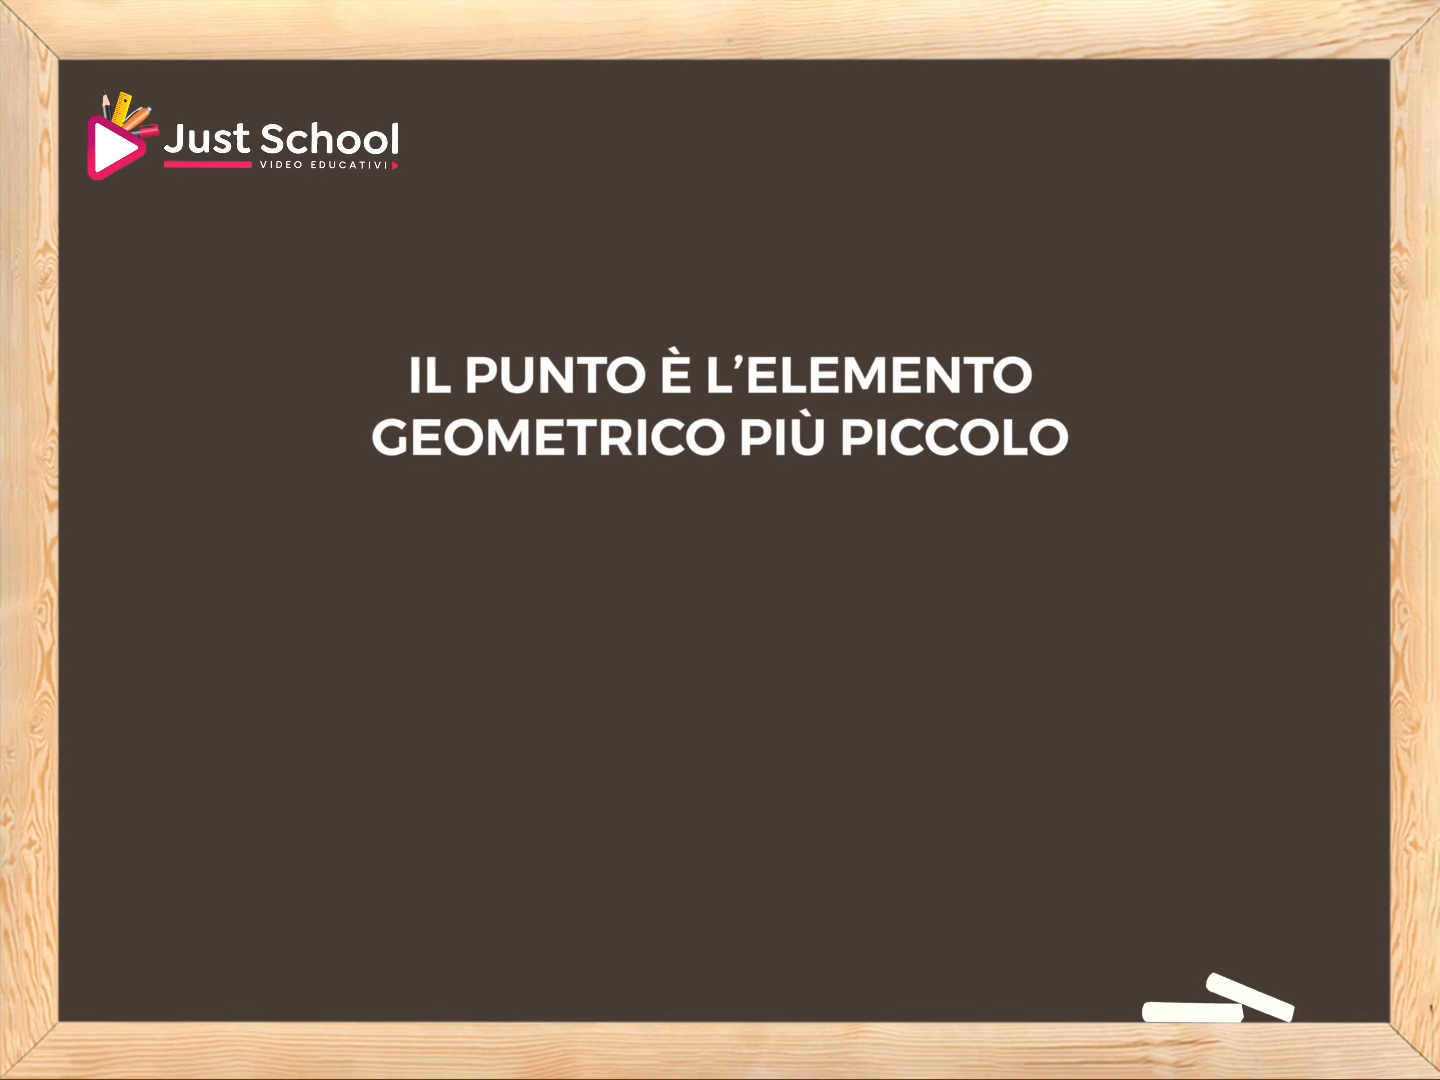 Just School
VIDEO EDUCATIVI
IL PUNTO È L’ELEMENTO
GEOMETRICO PIÙ PICCOLO